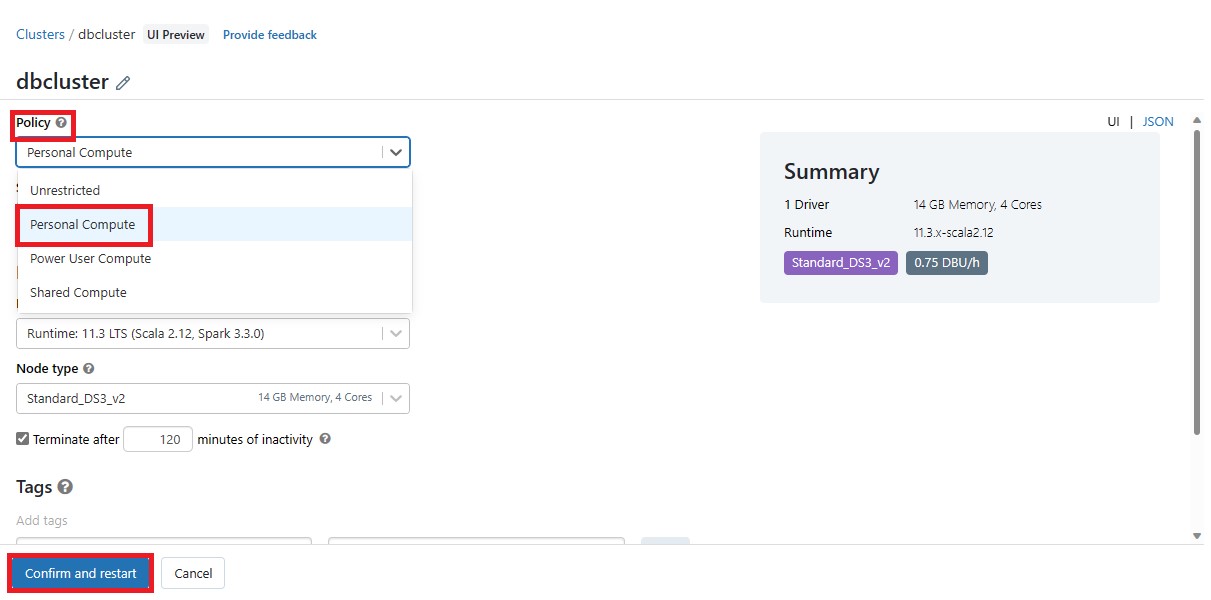 Clusters / dbcluster UI Preview Provide feedback
dbcluster
Policy
UI | JSON
Personal Compute
Unrestricted
Personal Compute
Power User Compute
Shared Compute
Runtime: 11.3 LTS (Scala 2.12, Spark 3.3.0)
Node type
Standard_DS3_v2 14 GB Memory, 4 Cores
Terminate after 120 minutes of inactivity
Tags
Add tags
Summary
1 Driver 14 GB Memory, 4 Cores
Runtime 11.3.x-scala2.12
Standard_DS3_v2 0.75 DBU/h
Confirm and restart Cancel